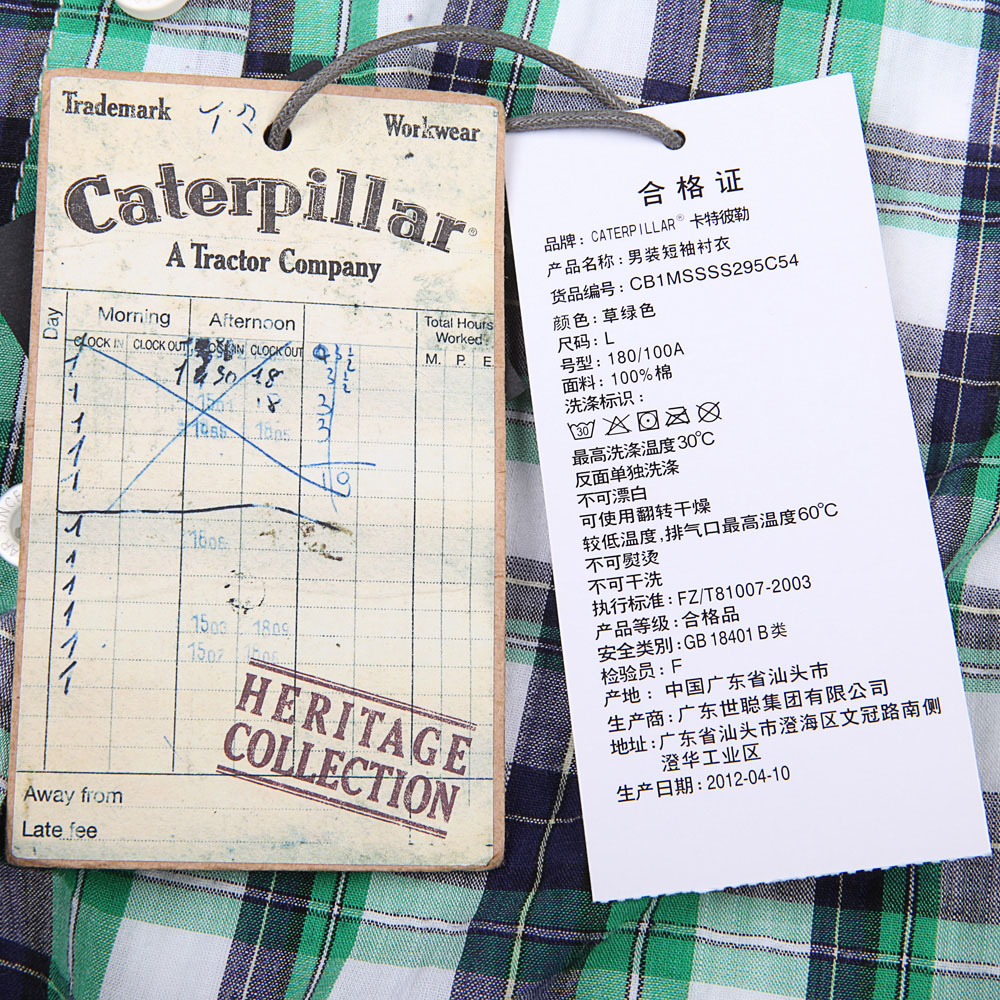 Trademark
Workwear
Caterpillar®
A Tractor Company
Day
Morning
Afternoon
Total Hours
Worked
CLOCK IN
CLOCK OUT
CLOCK OUT
M. P. E
18
18
1505
1608
1503 1809
1507
HERITAGE
COLLECTION
Away from
Late fee
合格证
品牌: CATERPILLAR® 卡特彼勒
产品名称: 男装短袖衬衣
货品编号: CB1MSSSS295C54
颜色: 草绿色
尺码: L
号型: 180/100A
面料: 100%棉
洗涤标识:
30
最高洗涤温度30℃
反面单独洗涤
不可漂白
可使用翻转干燥
较低温度,排气口最高温度60℃
不可熨烫
不可干洗
执行标准: FZ/T81007-2003
产品等级: 合格品
安全类别: GB 18401 B类
检验员: F
产地: 中国广东省汕头市
生产商: 广东世聪集团有限公司
地址: 广东省汕头市澄海区文冠路南侧
澄华工业区
生产日期: 2012-04-10